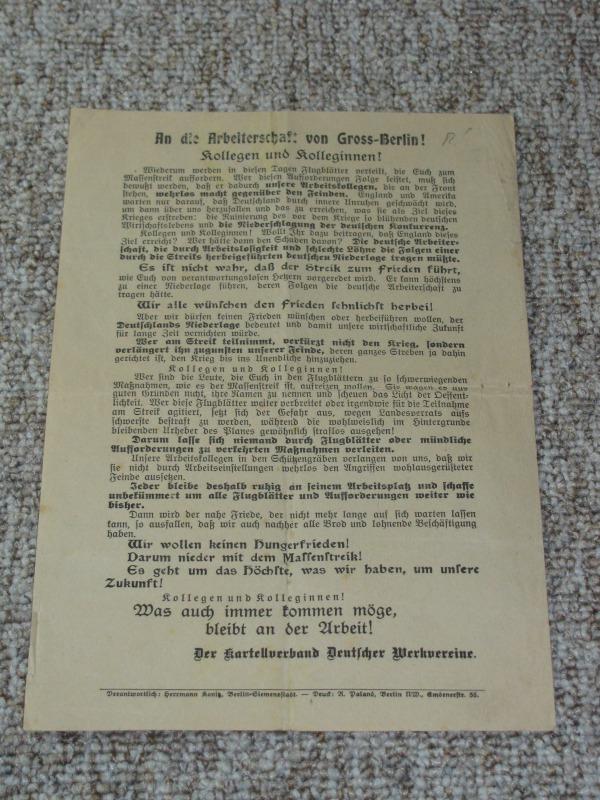 An die Arbeiterschaft von Gross-Berlin!
Kollegen und Kolleginnen!
Wiederum werden in diesen Tagen Flugblätter verteilt, die Euch zum
Massenstreik auffordern. Wer diesen Aufforderungen Folge leistet, muß sich
bewußt werden, daß er dadurch unsere Arbeitskollegen, die an der Front
stehen, wehrlos macht gegenüber den Feinden. England und Amerika
warten nur darauf, daß Deutschland durch innere Unruhen geschwächt wird,
um dann über uns herzufallen und das zu erreichen, was sie als Ziel dieses
Krieges erstreben: die Ruinierung des vor dem Kriege so blühenden deutschen
Wirtschaftslebens und die Niederschlagung der deutschen Konkurrenz.
Kollegen und Kolleginnen! Wollt Ihr dazu beitragen, daß England dieses
Ziel erreicht? Wer hätte dann den Schaden davon? Die deutsche Arbeiter-
schaft, die durch Arbeitslosigkeit und schlechte Löhne die Folgen einer
durch die Streiks herbeigeführten deutschen Niederlage tragen müßte.
Es ist nicht wahr, daß der Streik zum Frieden führt,
wie Euch von verantwortungslosen Hetzern vorgeredet wird. Er kann höchstens
zu einer Niederlage führen, deren Folgen die deutsche Arbeiterschaft zu
tragen hätte.
Wir alle wünschen den Frieden sehnlichst herbei!
Aber wir dürfen keinen Frieden wünschen oder herbeiführen wollen, der
Deutschlands Niederlage bedeutet und damit unsere wirtschaftliche Zukunft
für lange Zeit vernichten würde.
Wer am Streik teilnimmt, verkürzt nicht den Krieg, sondern
verlängert ihn zugunsten unserer Feinde, deren ganzes Streben ja dahin
gerichtet ist, den Krieg bis ins Unendliche hinzuziehen.
Kollegen und Kolleginnen!
Wer sind die Leute, die Euch in den Flugblättern zu so schwerwiegenden
Maßnahmen, wie es der Massenstreik ist, aufreizen wollen. Sie wagen es aus
guten Gründen nicht, ihre Namen zu nennen und scheuen das Licht der Oeffent-
lichkeit. Wer diese Flugblätter weiter verbreitet oder irgendwie für die Teilnahme
am Streik agitiert, setzt sich der Gefahr aus, wegen Landesverrats aufs
schwerste bestraft zu werden, während die wohlweislich im Hintergrunde
bleibenden Urheber des Planes gewöhnlich straflos ausgehen!
Darum lasse sich niemand durch Flugblätter oder mündliche
Aufforderungen zu verkehrten Maßnahmen verleiten.
Unsere Arbeitskollegen in den Schützengräben verlangen von uns, daß wir
sie nicht durch Arbeitseinstellungen wehrlos den Angriffen wohlausgerüsteter
Feinde aussetzen.
Jeder bleibe deshalb ruhig an seinem Arbeitsplatz und schaffe
unbekümmert um alle Flugblätter und Aufforderungen weiter wie
bisher.
Dann wird der nahe Friede, der nicht mehr lange auf sich warten lassen
kann, so ausfallen, daß wir auch nachher alle Brod und lohnende Beschäftigung
haben.
Wir wollen keinen Hungerfrieden!
Darum nieder mit dem Massenstreik!
Es geht um das Höchste, was wir haben, um unsere
Zukunft!
Kollegen und Kolleginnen!
Was auch immer kommen möge,
bleibt an der Arbeit!
Der Kartellverband Deutscher Werkvereine.
Verantwortlich: Herrmann Konitz, Berlin-Siemensstadt. — Druck: R. Paland, Berlin NW., Emdenerstr. 56.